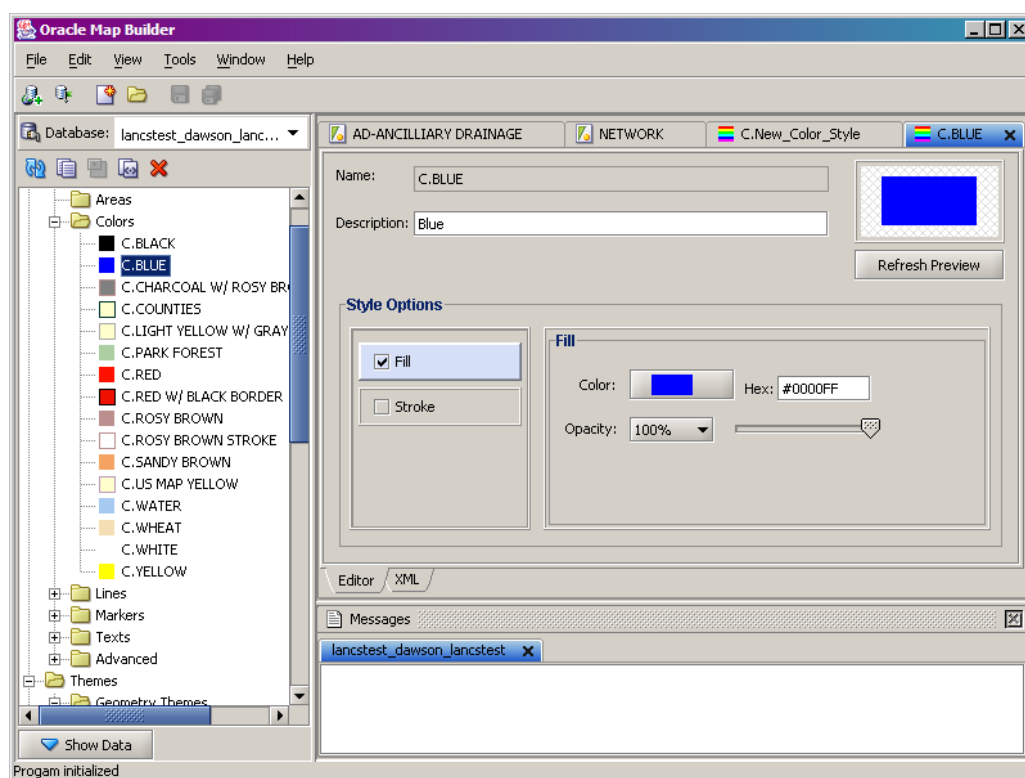 Oracle Map Builder
File Edit View Tools Window Help
Database: lancstest_dawson_lanc...
Areas
Colors
C.BLACK
C.BLUE
C.CHARCOAL W/ ROSY BR
C.COUNTIES
C.LIGHT YELLOW W/ GRAY
C.PARK FOREST
C.RED
C.RED W/ BLACK BORDER
C.ROSY BROWN
C.ROSY BROWN STROKE
C.SANDY BROWN
C.US MAP YELLOW
C.WATER
C.WHEAT
C.WHITE
C.YELLOW
Lines
Markers
Texts
Advanced
Themes
Geometry Themes
Show Data
AD-ANCILLIARY DRAINAGE NETWORK C.New_Color_Style C.BLUE
Name: C.BLUE
Description: Blue
Refresh Preview
Style Options
Fill
Stroke
Fill
Color: Hex: #0000FF
Opacity: 100%
Editor XML
Messages
lancstest_dawson_lancstest
Progam initialized